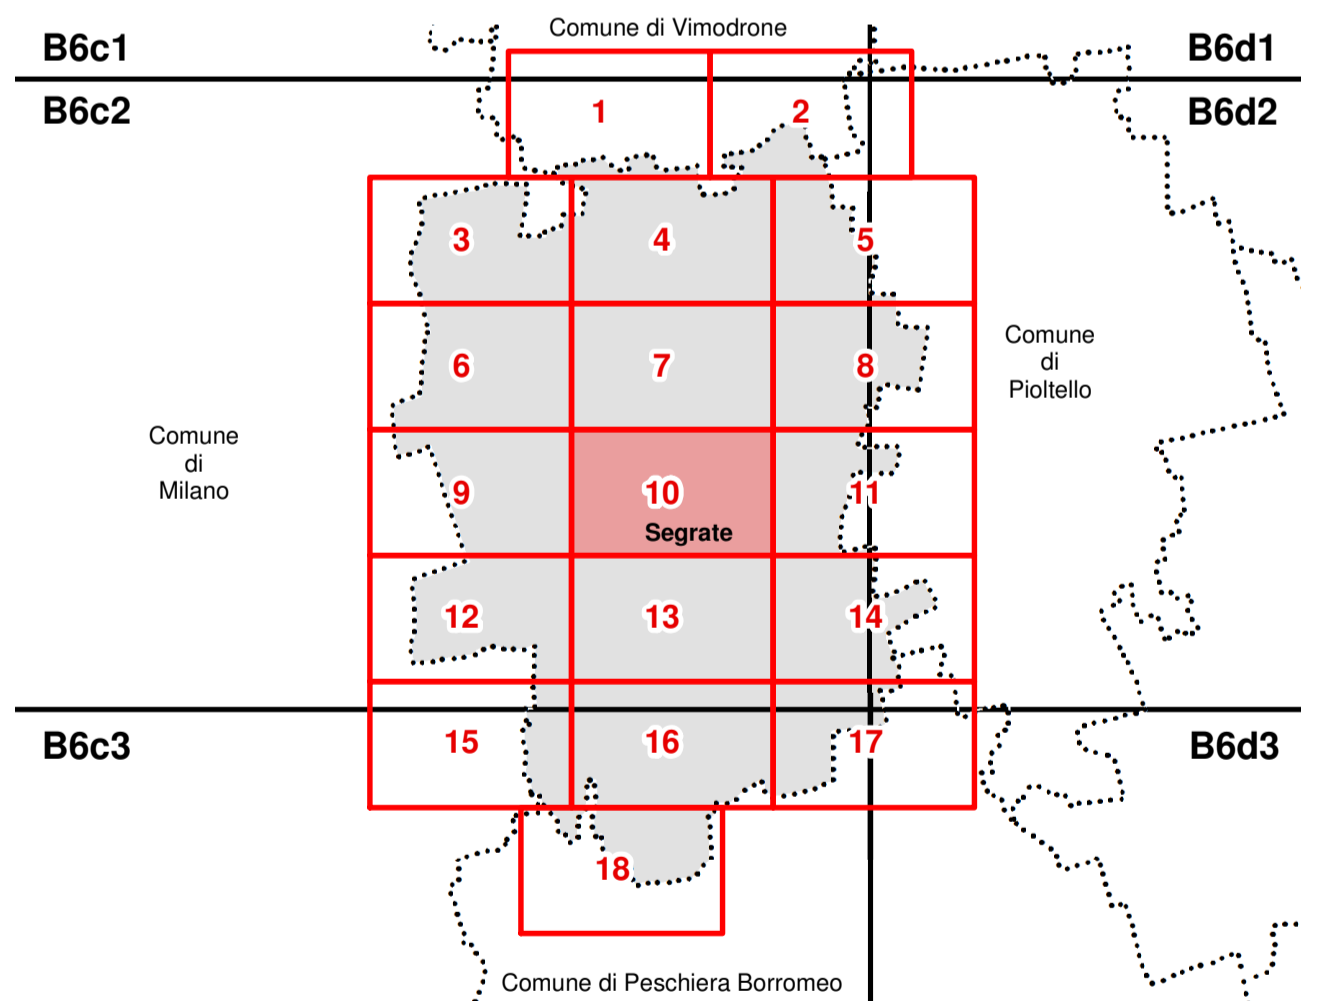 Comune di Vimodrone
B6c1
B6d1
B6c2
1
2
B6d2
3
4
5
6
7
8
Comune
di
Pioltello
Comune
di
Milano
9
10
11
Segrate
12
13
14
B6c3
15
16
17
B6d3
18
Comune di Peschiera Borromeo